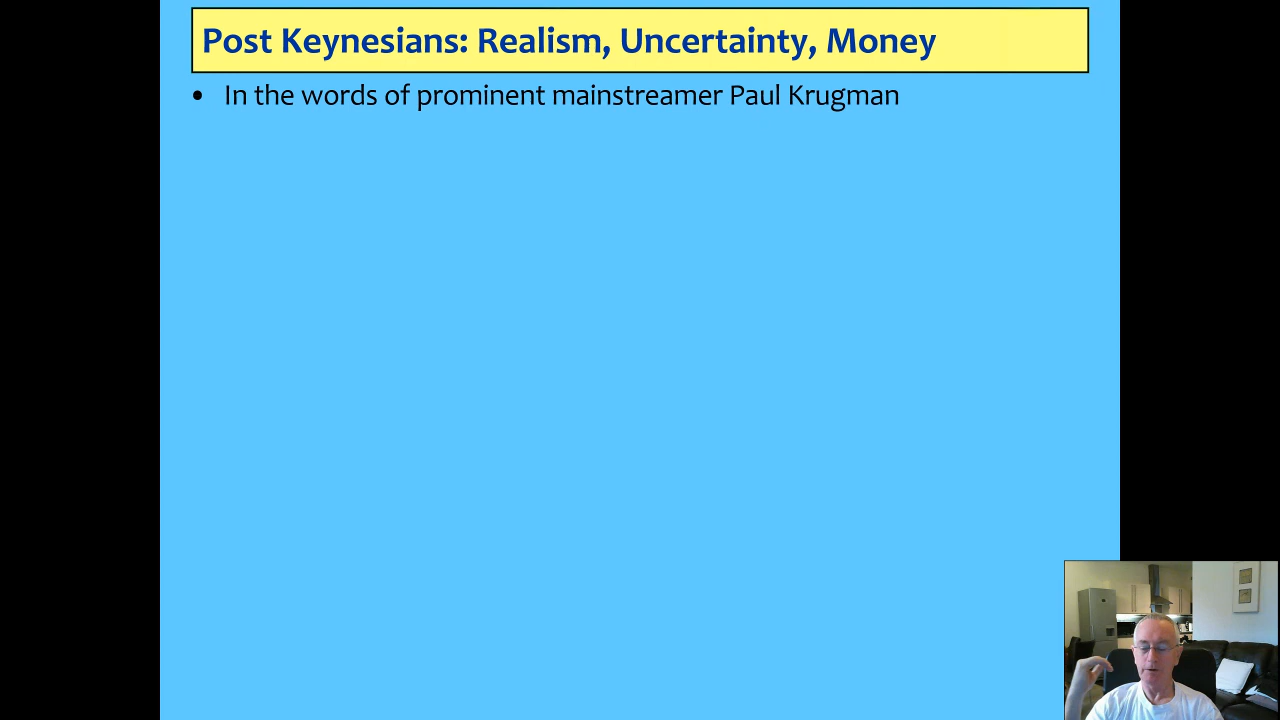 Post Keynesians: Realism, Uncertainty, Money
• In the words of prominent mainstreamer Paul Krugman